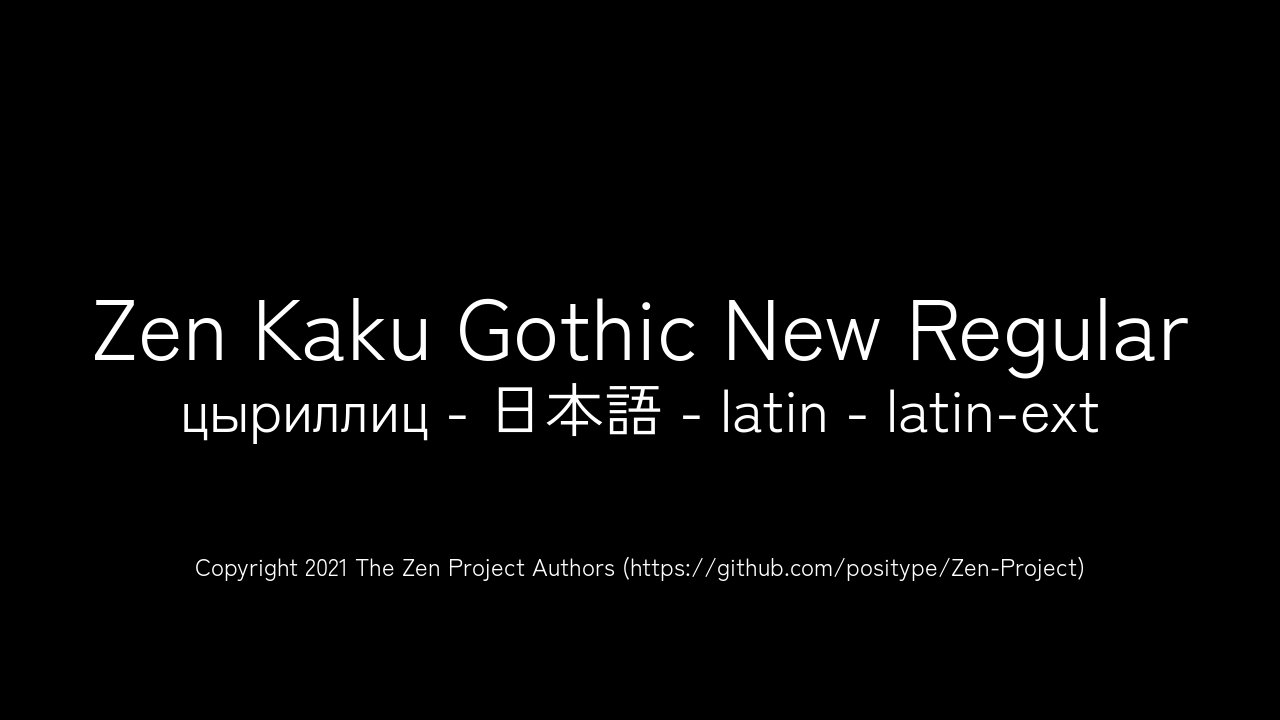 Zen Kaku Gothic New Regular
цыриллиц - 日本語 - latin - latin-ext
Copyright 2021 The Zen Project Authors (https://github.com/positype/Zen-Project)